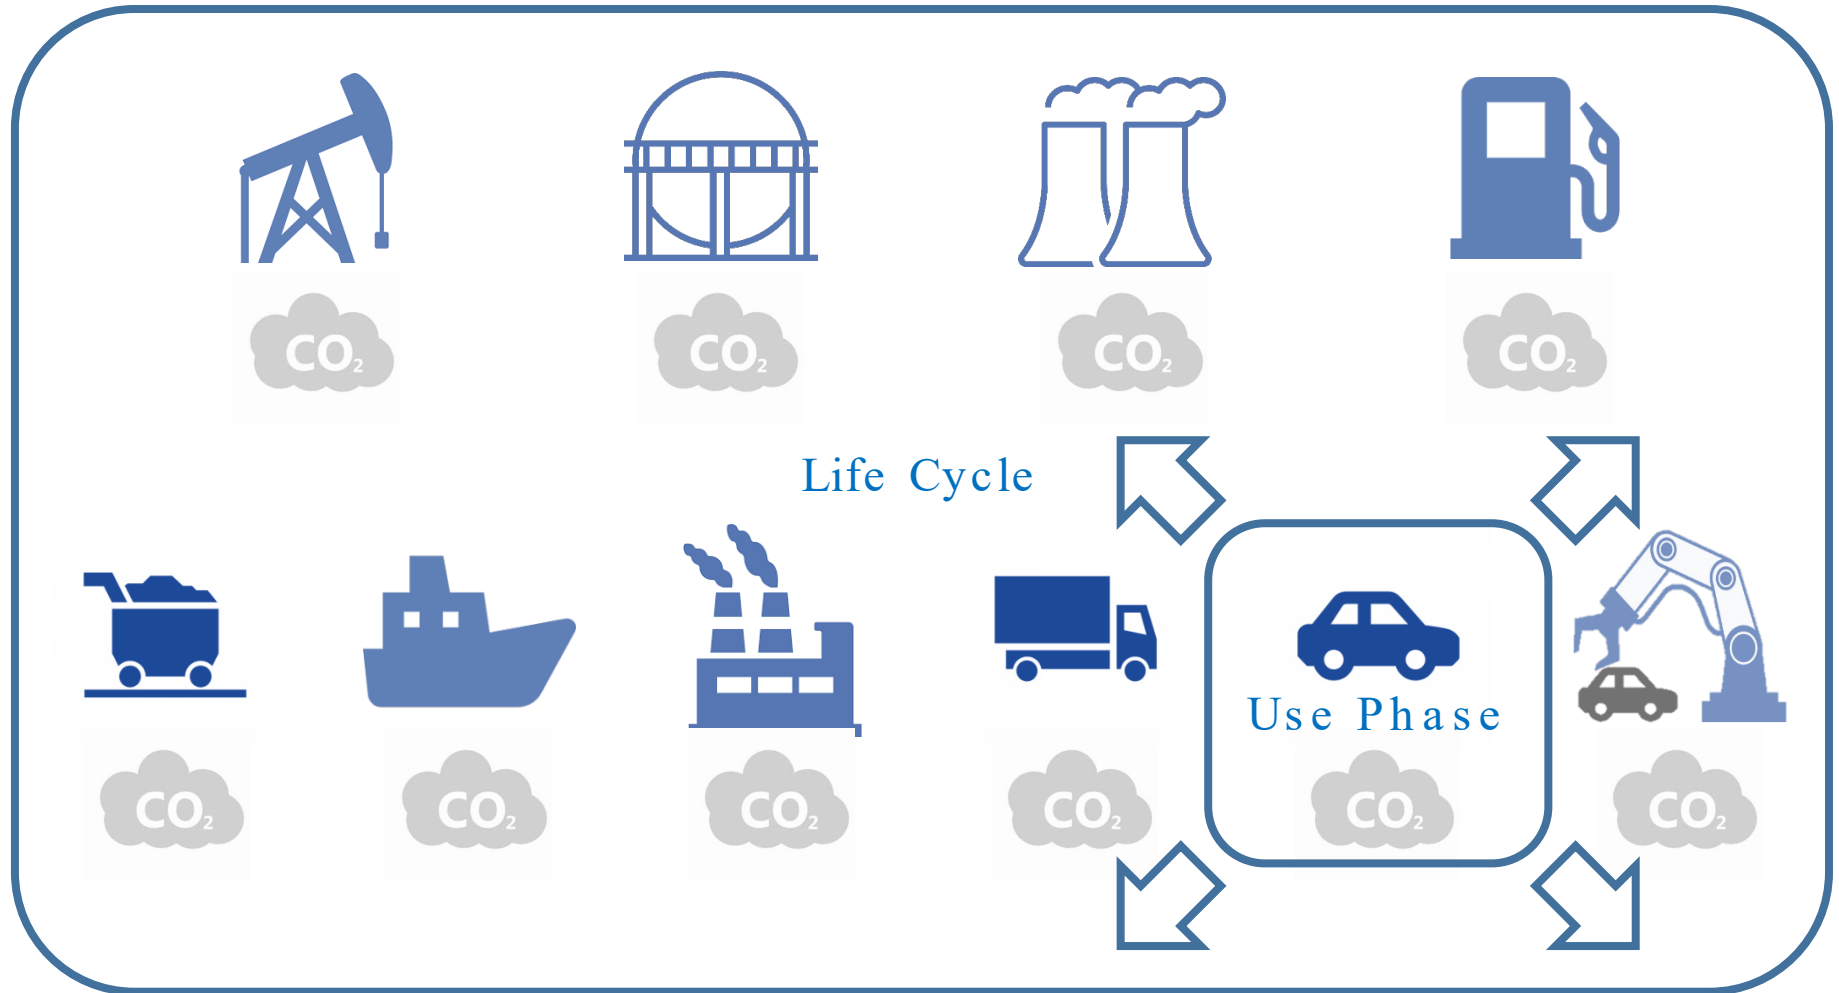 CO₂ CO₂ CO₂ CO₂
Life Cycle
Use Phase
CO₂ CO₂ CO₂ CO₂ CO₂ CO₂